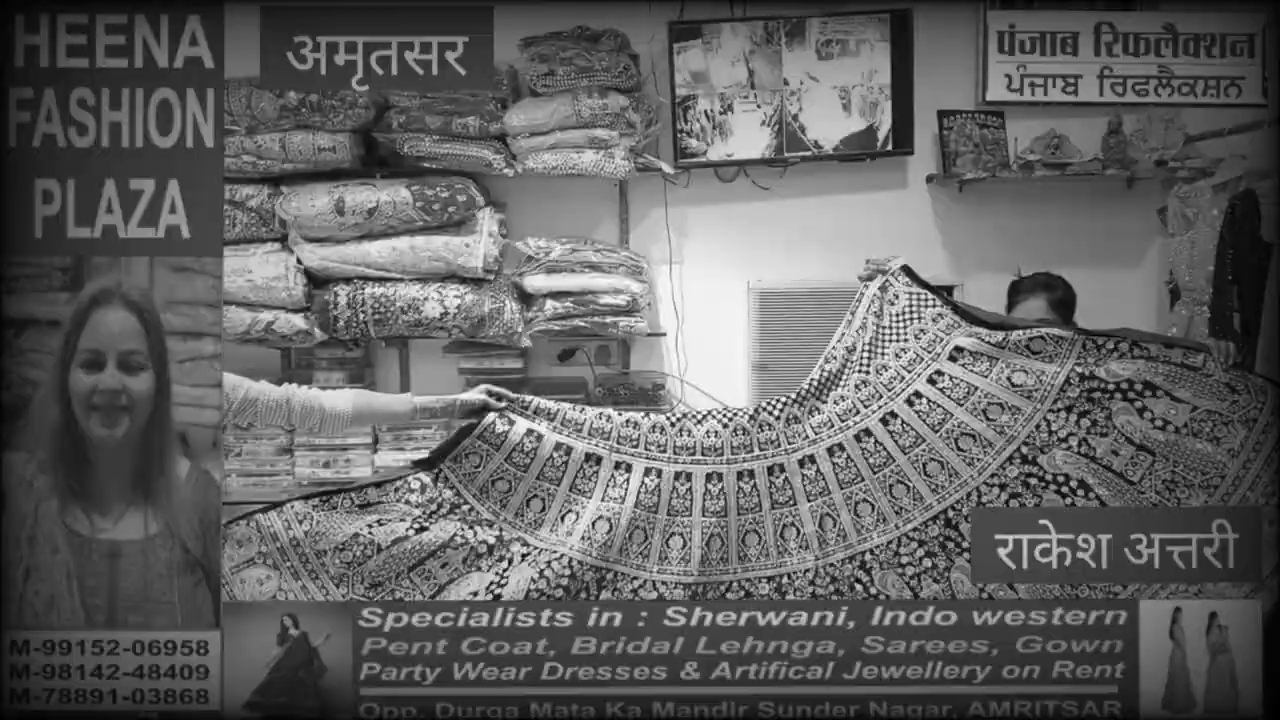 HEENA
FASHION
PLAZA
अमृतसर
पंजाब रिफलैक्शन
ਪੰਜਾਬ ਰਿਫਲੈਕਸ਼ਨ
राकेश अत्तरी
M-99152-06958
M-98142-48409
M-78891-03868
Specialists in : Sherwani, Indo western
Pent Coat, Bridal Lehnga, Sarees, Gown
Party Wear Dresses & Artifical Jewellery on Rent
Opp. Durga Mata Ka Mandir Sunder Nagar, AMRITSAR